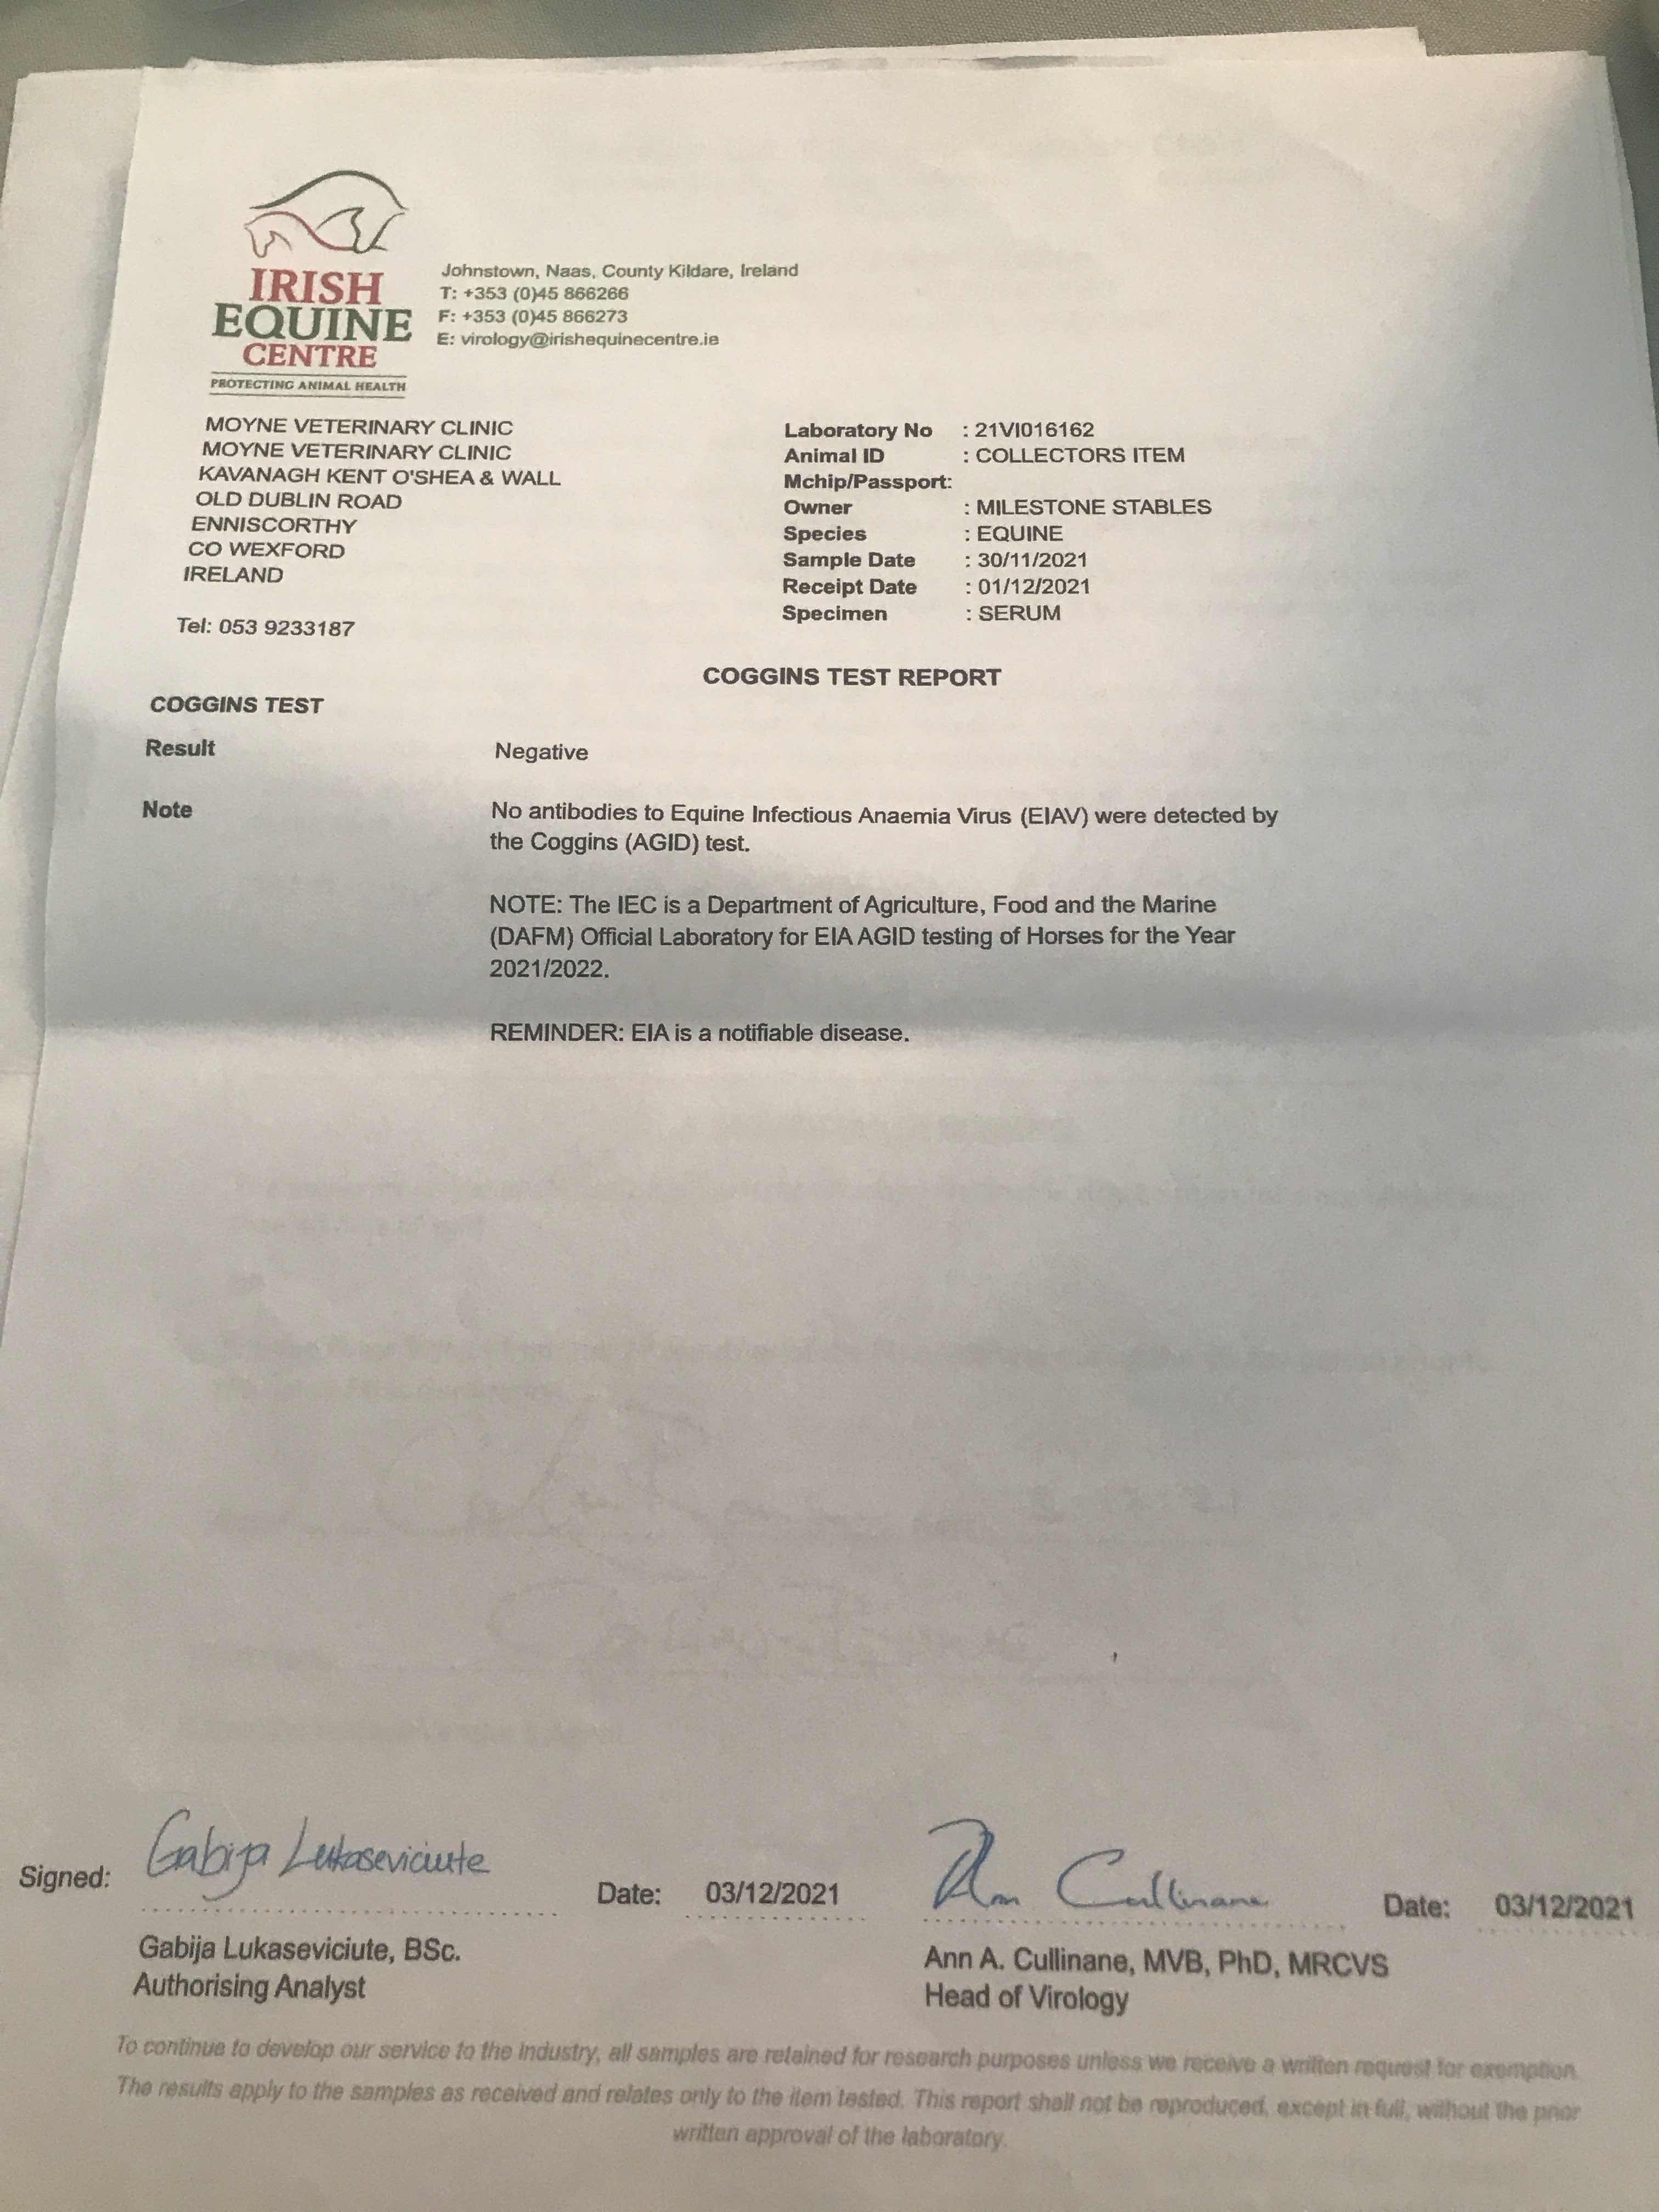 IRISH
EQUINE
CENTRE
PROTECTING ANIMAL HEALTH
Johnstown, Naas, County Kildare, Ireland
T: +353 (0)45 866266
F: +353 (0)45 866273
E: virology@irishequinecentre.ie
MOYNE VETERINARY CLINIC
MOYNE VETERINARY CLINIC
KAVANAGH KENT O'SHEA & WALL
OLD DUBLIN ROAD
ENNISCORTHY
CO WEXFORD
IRELAND
Tel: 053 9233187
Laboratory No : 21VI016162
Animal ID : COLLECTORS ITEM
Mchip/Passport:
Owner : MILESTONE STABLES
Species : EQUINE
Sample Date : 30/11/2021
Receipt Date : 01/12/2021
Specimen : SERUM
COGGINS TEST REPORT
COGGINS TEST
Result Negative
Note No antibodies to Equine Infectious Anaemia Virus (EIAV) were detected by
the Coggins (AGID) test.
NOTE: The IEC is a Department of Agriculture, Food and the Marine
(DAFM) Official Laboratory for EIA AGID testing of Horses for the Year
2021/2022.
REMINDER: EIA is a notifiable disease.
Signed: Gabija Lukaseviciute Date: 03/12/2021 Ann Cullinane Date: 03/12/2021
Gabija Lukaseviciute, BSc.
Authorising Analyst
Ann A. Cullinane, MVB, PhD, MRCVS
Head of Virology
To continue to develop our service to the Industry, all samples are retained for research purposes unless we receive a written request for exemption.
The results apply to the samples as received and relates only to the item tested. This report shall not be reproduced, except in full, without the prior
written approval of the laboratory.